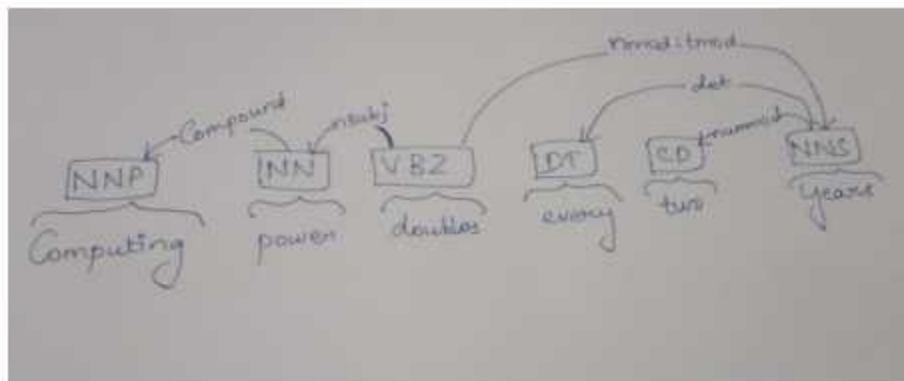 nmod:tmod
det
Compound nsubj nummod
NNP NN VBZ DT CD NNS
Computing power doubles every two years